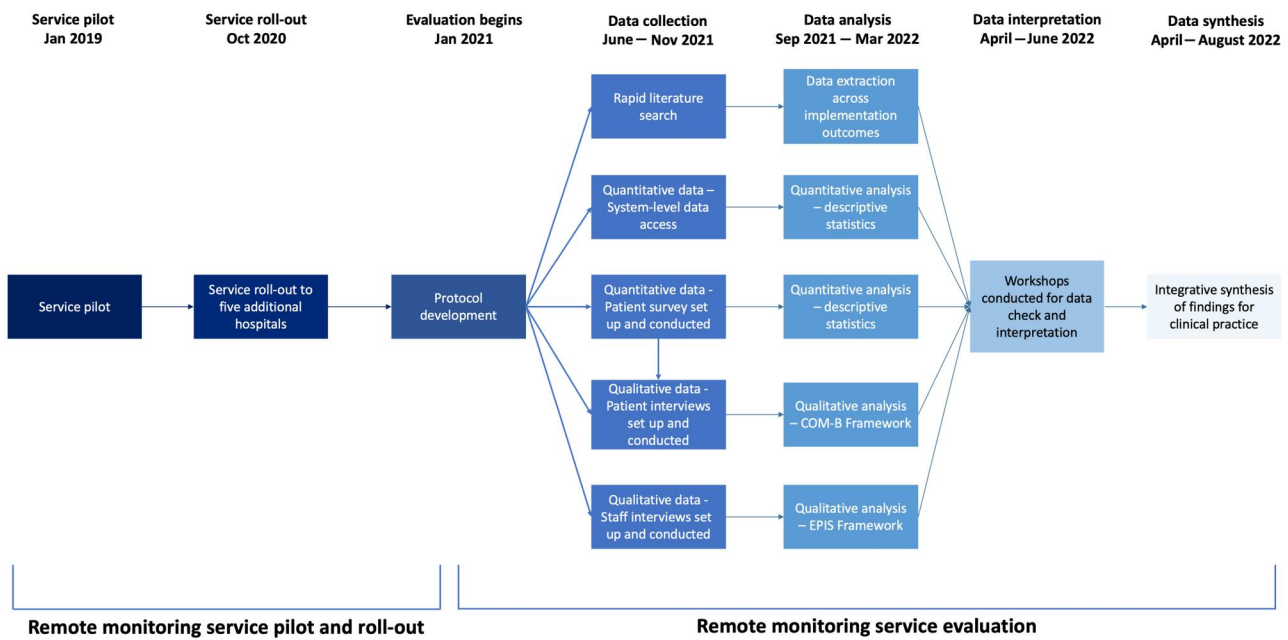 Service pilot
Jan 2019
Service roll-out
Oct 2020
Evaluation begins
Jan 2021
Data collection
June – Nov 2021
Data analysis
Sep 2021 – Mar 2022
Data interpretation
April – June 2022
Data synthesis
April – August 2022
Service pilot
Service roll-out to
five additional
hospitals
Protocol
development
Rapid literature
search
Quantitative data –
System-level data
access
Quantitative data -
Patient survey set
up and conducted
Qualitative data -
Patient interviews
set up and
conducted
Qualitative data -
Staff interviews set
up and conducted
Data extraction
across
implementation
outcomes
Quantitative analysis
– descriptive
statistics
Quantitative analysis
– descriptive
statistics
Qualitative analysis
– COM-B Framework
Qualitative analysis
– EPIS Framework
Workshops
conducted for data
check and
interpretation
Integrative synthesis
of findings for
clinical practice
Remote monitoring service pilot and roll-out
Remote monitoring service evaluation